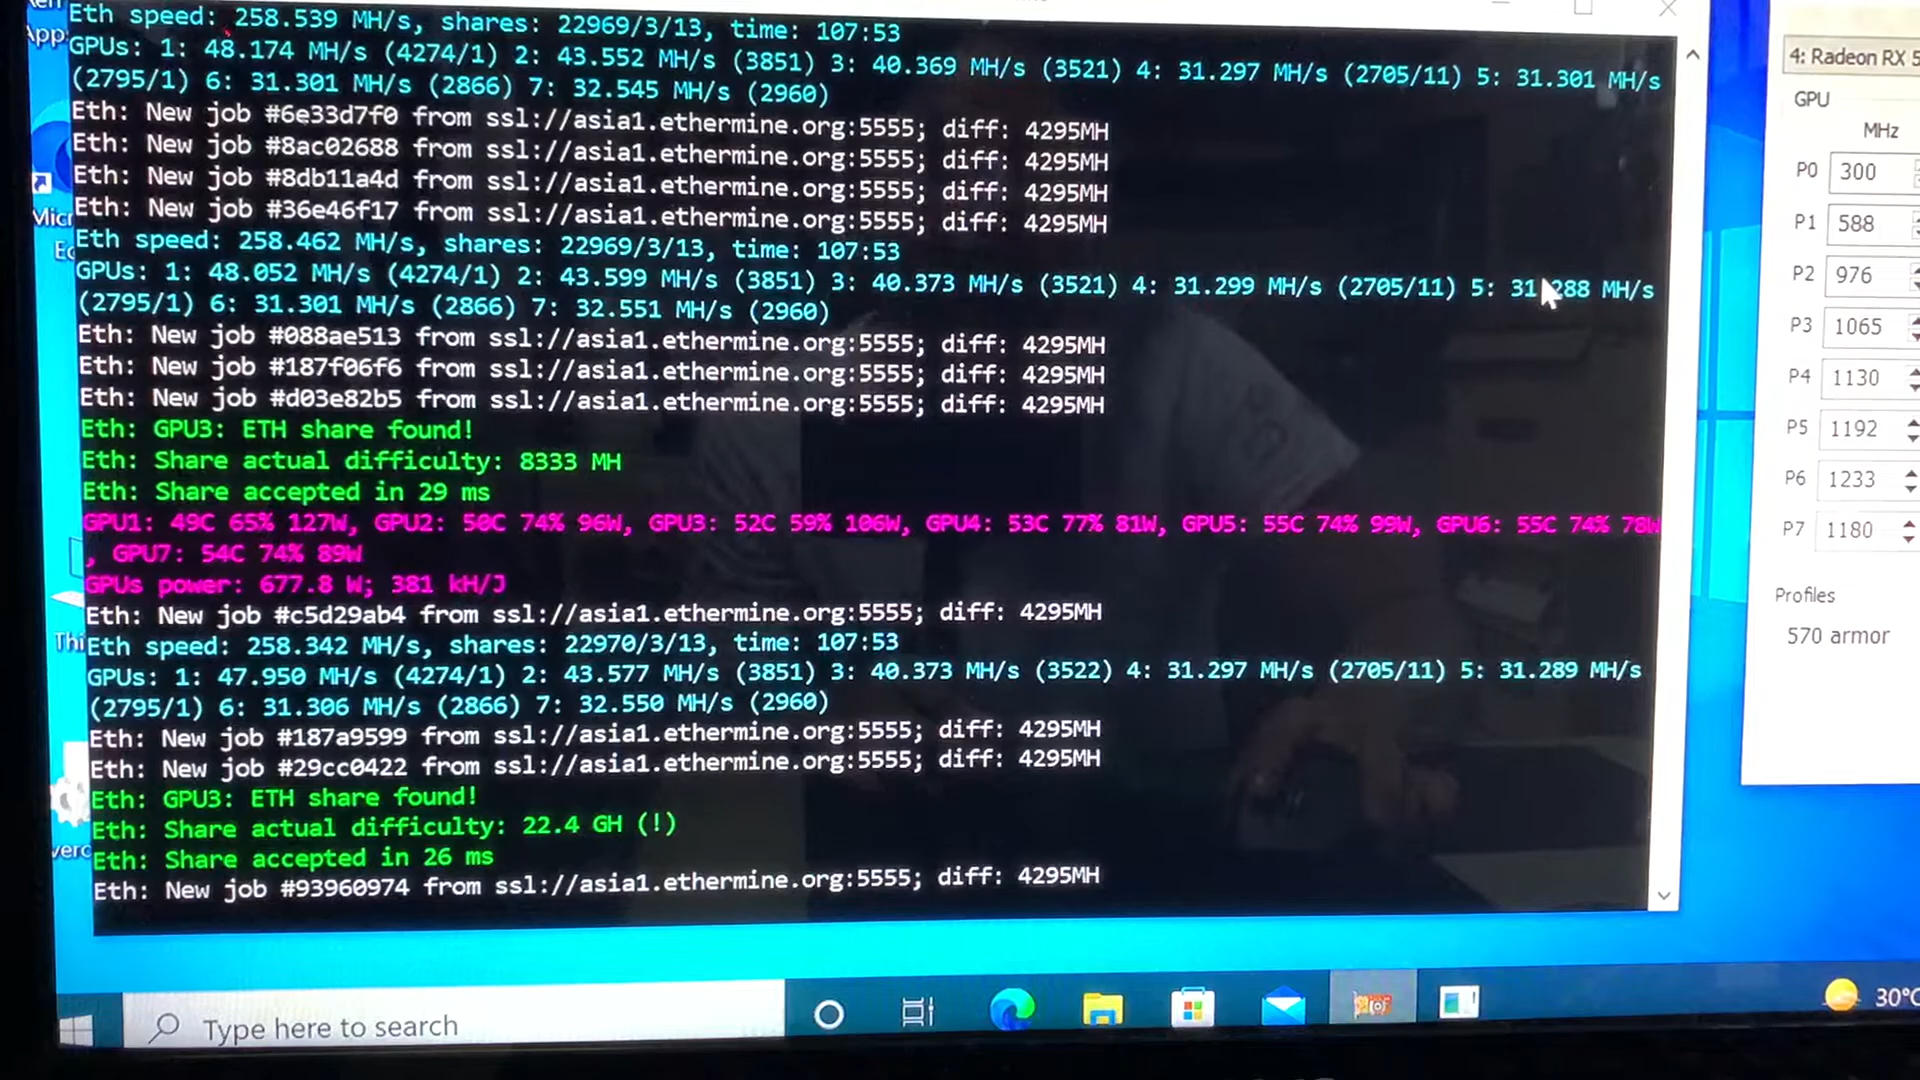 Eth speed: 258.539 MH/s, shares: 22969/3/13, time: 107:53
GPUs: 1: 48.174 MH/s (4274/1) 2: 43.552 MH/s (3851) 3: 40.369 MH/s (3521) 4: 31.297 MH/s (2705/11) 5: 31.301 MH/s
(2795/1) 6: 31.301 MH/s (2866) 7: 32.545 MH/s (2960)
Eth: New job #6e33d7f0 from ssl://asia1.ethermine.org:5555; diff: 4295MH
Eth: New job #8ac02688 from ssl://asia1.ethermine.org:5555; diff: 4295MH
Eth: New job #8db11a4d from ssl://asia1.ethermine.org:5555; diff: 4295MH
Eth: New job #36e46f17 from ssl://asia1.ethermine.org:5555; diff: 4295MH
Eth speed: 258.462 MH/s, shares: 22969/3/13, time: 107:53
GPUs: 1: 48.052 MH/s (4274/1) 2: 43.599 MH/s (3851) 3: 40.373 MH/s (3521) 4: 31.299 MH/s (2705/11) 5: 31.288 MH/s
(2795/1) 6: 31.301 MH/s (2866) 7: 32.551 MH/s (2960)
Eth: New job #088ae513 from ssl://asia1.ethermine.org:5555; diff: 4295MH
Eth: New job #187f06f6 from ssl://asia1.ethermine.org:5555; diff: 4295MH
Eth: New job #d03e82b5 from ssl://asia1.ethermine.org:5555; diff: 4295MH
Eth: GPU3: ETH share found!
Eth: Share actual difficulty: 8333 MH
Eth: Share accepted in 29 ms
GPU1: 49C 65% 127W, GPU2: 50C 74% 96W, GPU3: 52C 59% 106W, GPU4: 53C 77% 81W, GPU5: 55C 74% 99W, GPU6: 55C 74% 78W
, GPU7: 54C 74% 89W
GPUs power: 677.8 W; 381 kH/J
Eth: New job #c5d29ab4 from ssl://asia1.ethermine.org:5555; diff: 4295MH
Eth speed: 258.342 MH/s, shares: 22970/3/13, time: 107:53
GPUs: 1: 47.950 MH/s (4274/1) 2: 43.577 MH/s (3851) 3: 40.373 MH/s (3522) 4: 31.297 MH/s (2705/11) 5: 31.289 MH/s
(2795/1) 6: 31.306 MH/s (2866) 7: 32.550 MH/s (2960)
Eth: New job #187a9599 from ssl://asia1.ethermine.org:5555; diff: 4295MH
Eth: New job #29cc0422 from ssl://asia1.ethermine.org:5555; diff: 4295MH
Eth: GPU3: ETH share found!
Eth: Share actual difficulty: 22.4 GH (!)
Eth: Share accepted in 26 ms
Eth: New job #93960974 from ssl://asia1.ethermine.org:5555; diff: 4295MH
4: Radeon RX 5
GPU
MHz
P0 300
P1 588
P2 976
P3 1065
P4 1130
P5 1192
P6 1233
P7 1180
Profiles
570 armor
App
Micr
Thi
verc
Type here to search
30°C